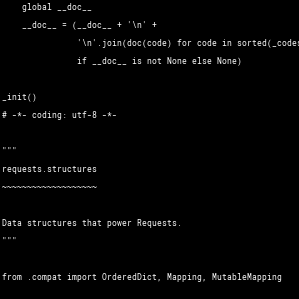 global __doc__
__doc__ = (__doc__ + '\n' +
'\n'.join(doc(code) for code in sorted(_codes
if __doc__ is not None else None)
_init()
# -*- coding: utf-8 -*-
"""
requests.structures
~~~~~~~~~~~~~~~~~~~
Data structures that power Requests.
"""
from .compat import OrderedDict, Mapping, MutableMapping